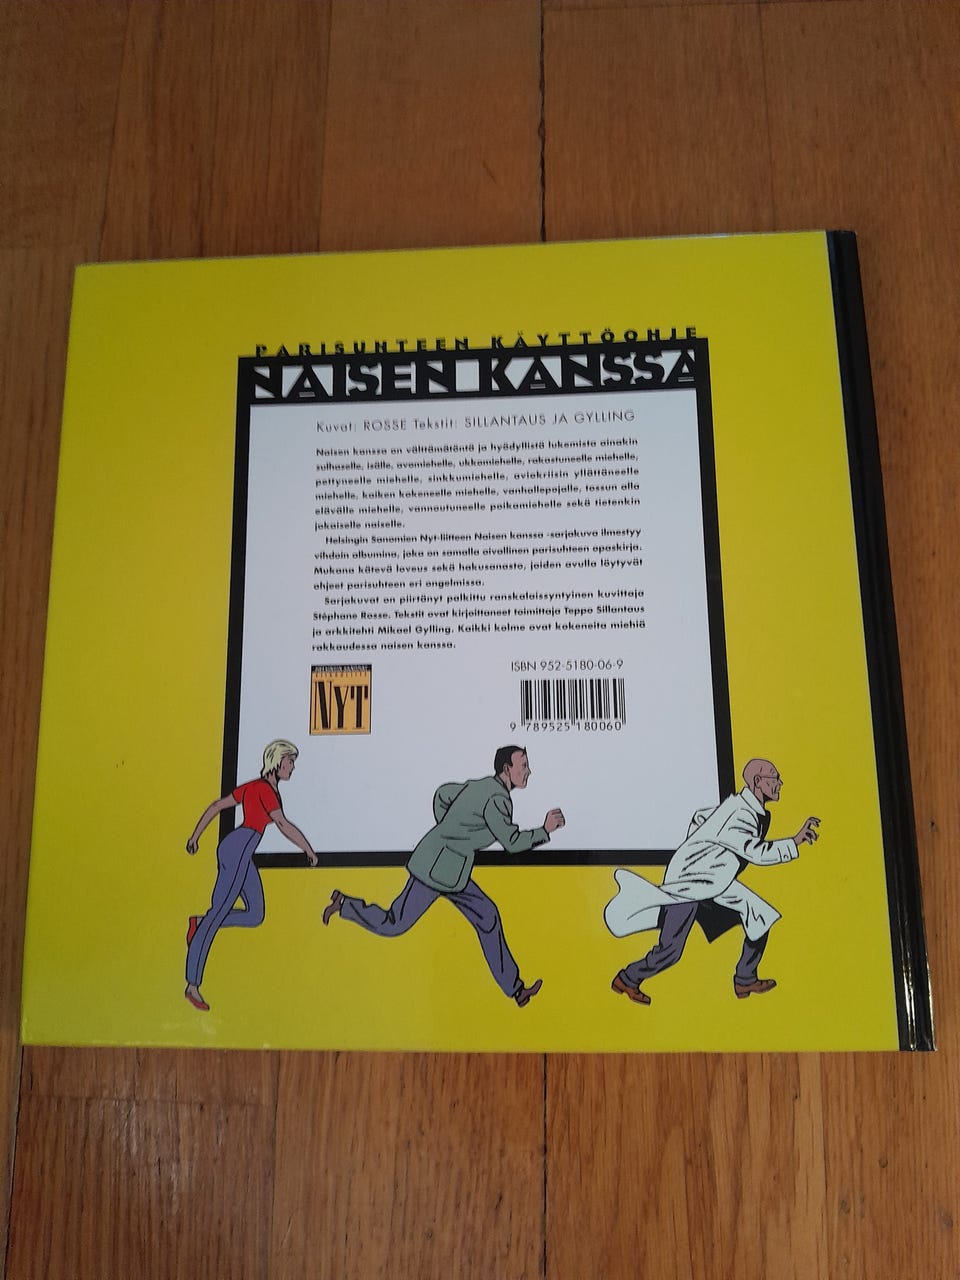 PARISUHTEEN KÄYTTÖOHJE
NAISEN KANSSA
Kuvat: ROSSE Tekstit: SILLANTAUS JA GYLLING
Naisen kanssa on välttämätöntä ja hyödyllistä lukemista ainakin
sulhaselle, isälle, avomiehelle, ukkomiehelle, rakastuneelle miehelle,
pettyneelle miehelle, sinkkumiehelle, aviokriisin yllättäneelle
miehelle, kaiken kokeneelle miehelle, vanhallepojalle, tossun alla
elävälle miehelle, vannoutuneelle poikamiehelle sekä tietenkin
jokaiselle naiselle.
Helsingin Sanomien Nyt-liitteen Naisen kanssa -sarjakuva ilmestyy
vihdoin albumina, joka on samalla oivallinen parisuhteen opaskirja.
Mukana kätevä loveus sekä hakusanasto, joiden avulla löytyvät
ohjeet parisuhteen eri ongelmissa.
Sarjakuvat on piirtänyt palkittu ranskalaissyntyinen kuvittaja
Stéphane Rosse. Tekstit ovat kirjoittaneet toimittaja Teppo Sillantaus
ja arkkitehti Mikael Gylling. Kaikki kolme ovat kokeneita miehiä
rakkaudessa naisen kanssa.
HELSINGIN SANOMAT
NYT
ISBN 952-5180-06-9
9 789525 180060